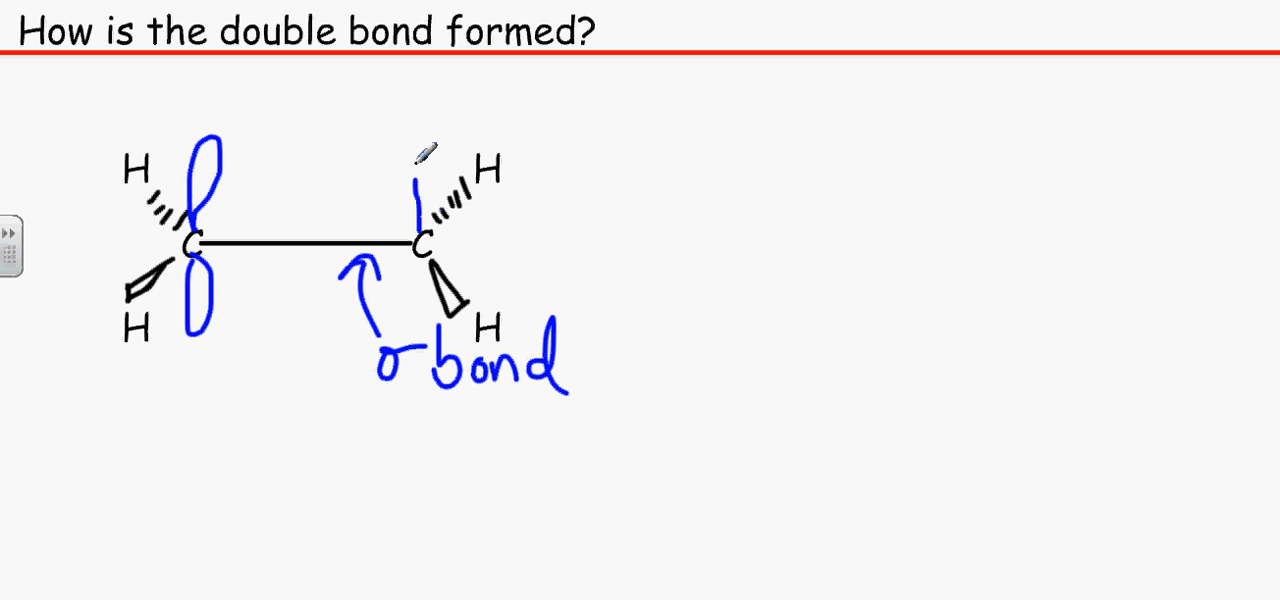 How is the double bond formed?
H H
C C
H H
σ bond